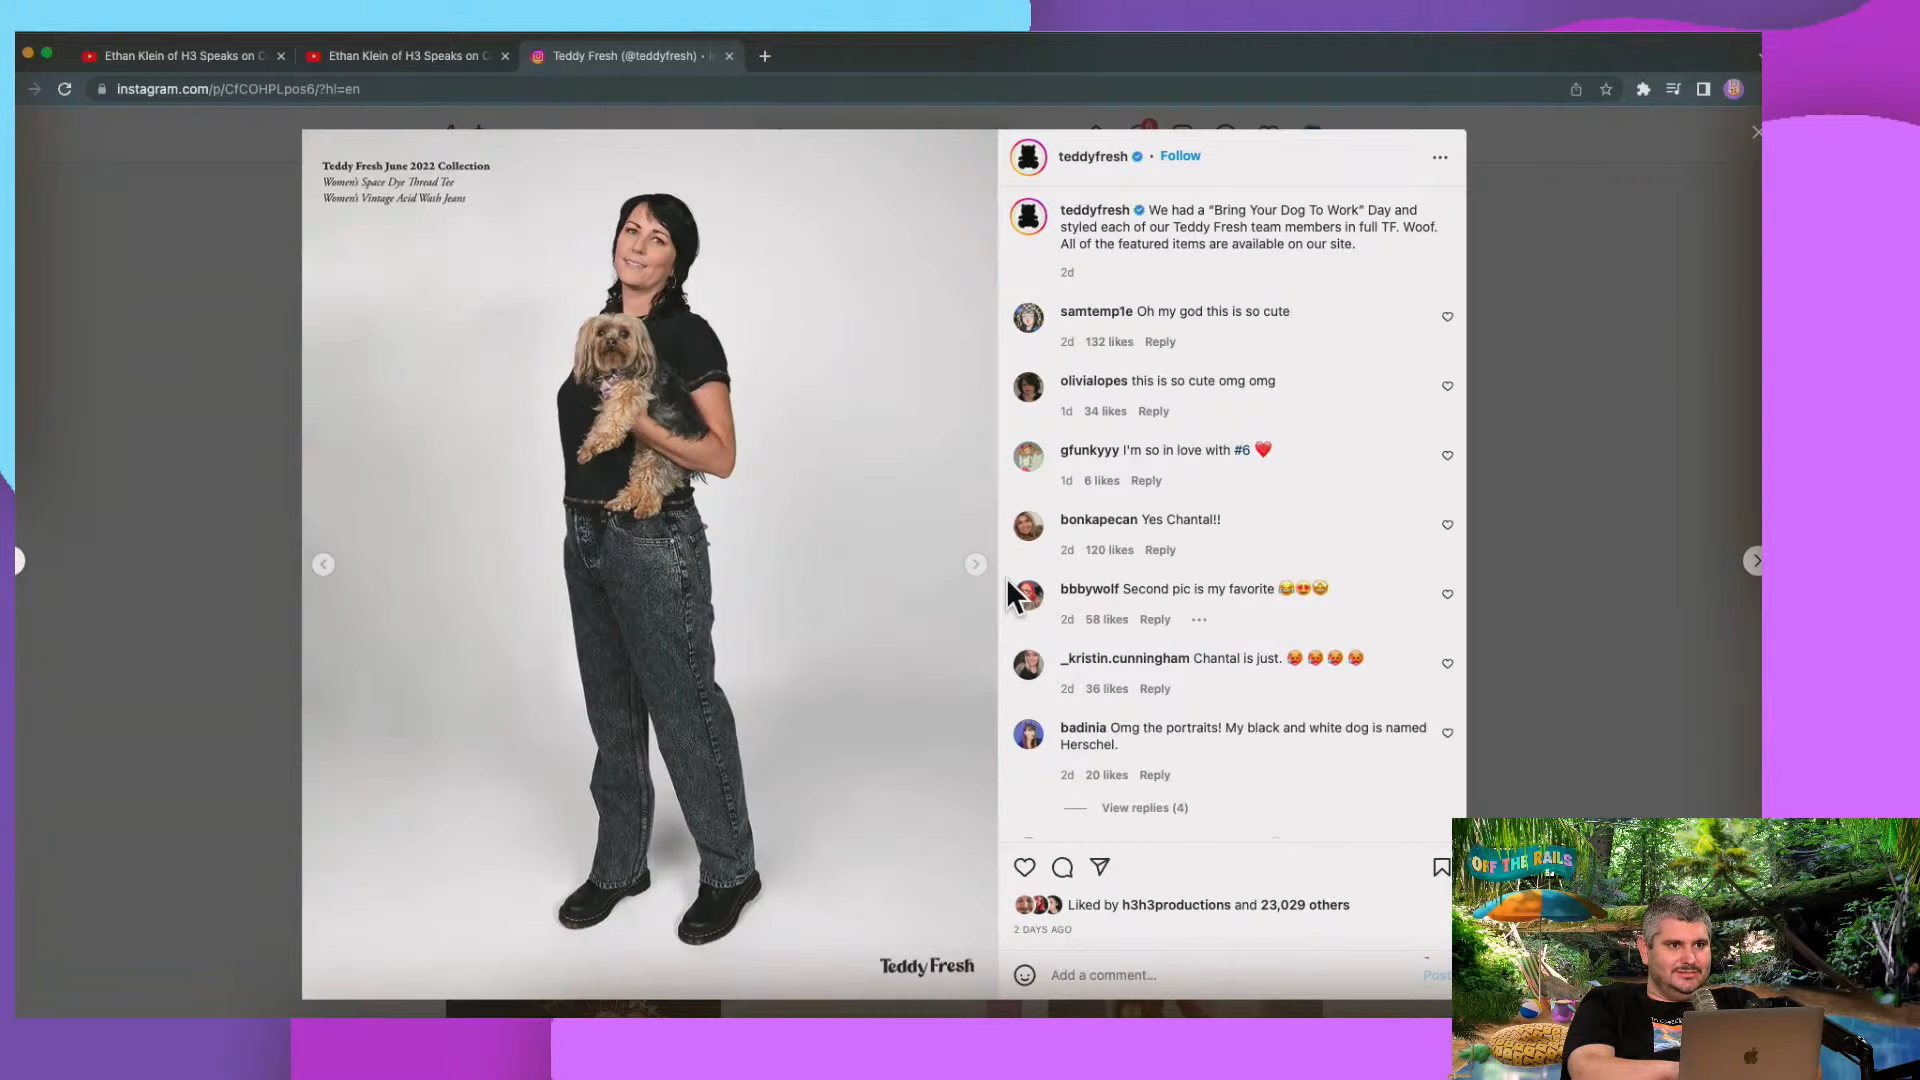 Ethan Klein of H3 Speaks on C
Ethan Klein of H3 Speaks on C
Teddy Fresh (@teddyfresh) •
instagram.com/p/CfCOHPLpos6/?hl=en
Teddy Fresh June 2022 Collection
Women's Space Dye Thread Tee
Women's Vintage Acid Wash Jeans
Teddy Fresh
teddyfresh • Follow
teddyfresh We had a “Bring Your Dog To Work” Day and
styled each of our Teddy Fresh team members in full TF. Woof.
All of the featured items are available on our site.
2d
samtemp1e Oh my god this is so cute
2d 132 likes Reply
olivialopes this is so cute omg omg
1d 34 likes Reply
gfunkyyy I'm so in love with #6 ❤️
1d 6 likes Reply
bonkapecan Yes Chantal!!
2d 120 likes Reply
bbbywolf Second pic is my favorite 😂😍🤩
2d 58 likes Reply
_kristin.cunningham Chantal is just. 🥵 🥵 🥵 🥵
2d 36 likes Reply
badinia Omg the portraits! My black and white dog is named
Herschel.
2d 20 likes Reply
View replies (4)
Liked by h3h3productions and 23,029 others
2 DAYS AGO
Add a comment...
Post
OFF THE RAILS